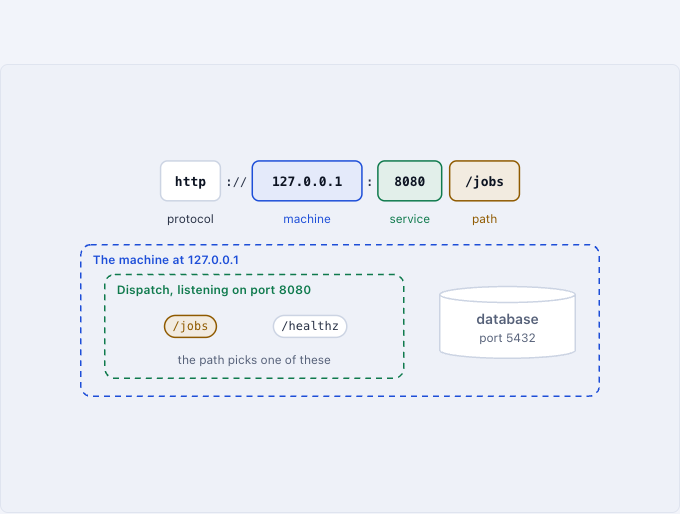 http :// 127.0.0.1 : 8080 /jobs
protocol machine service path
The machine at 127.0.0.1
Dispatch, listening on port 8080
/jobs /healthz
the path picks one of these
database
port 5432